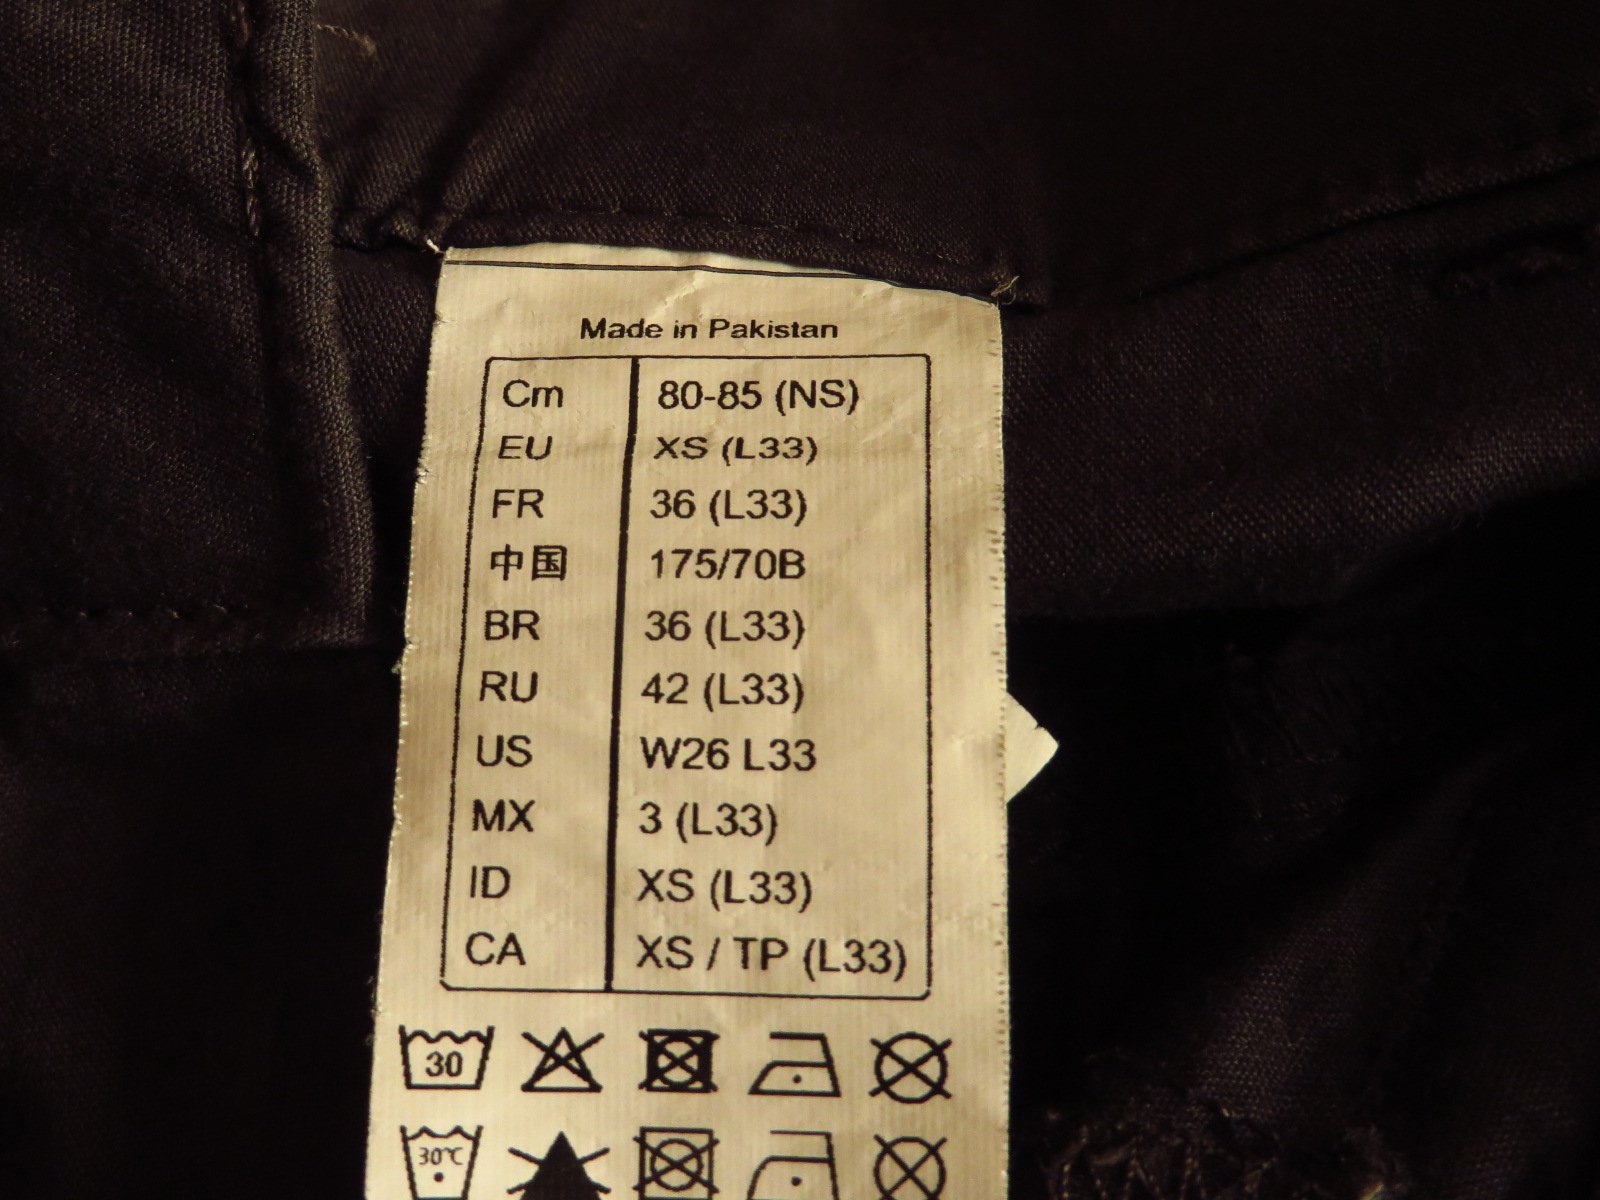 Made in Pakistan
Cm 80-85 (NS)
EU XS (L33)
FR 36 (L33)
中国 175/70B
BR 36 (L33)
RU 42 (L33)
US W26 L33
MX 3 (L33)
ID XS (L33)
CA XS / TP (L33)
30
30°C